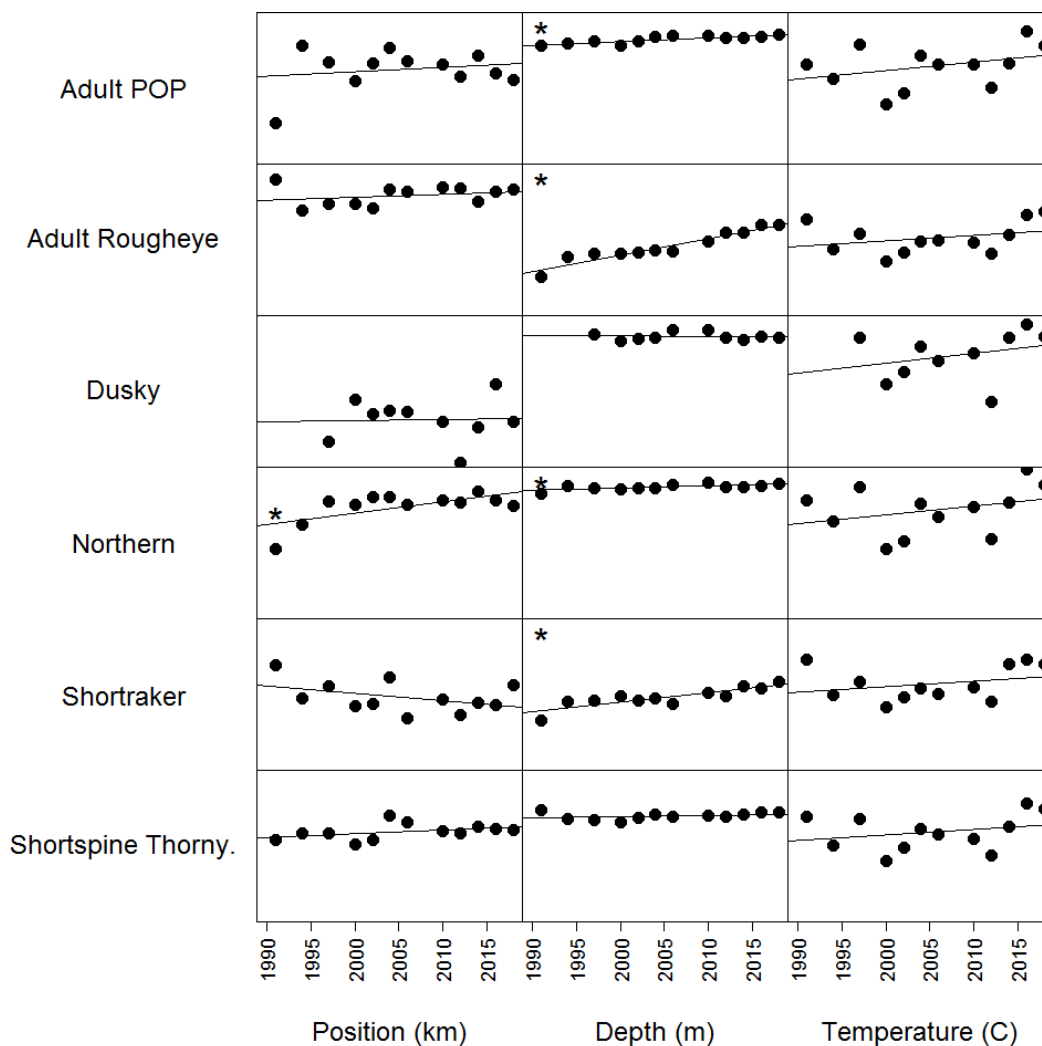 Adult POP
*
Adult Rougheye
*
Dusky
Northern
*
*
Shortraker
*
Shortspine Thorny.
1990 1995 2000 2005 2010 2015 1990 1995 2000 2005 2010 2015 1990 1995 2000 2005 2010 2015
Position (km) Depth (m) Temperature (C)